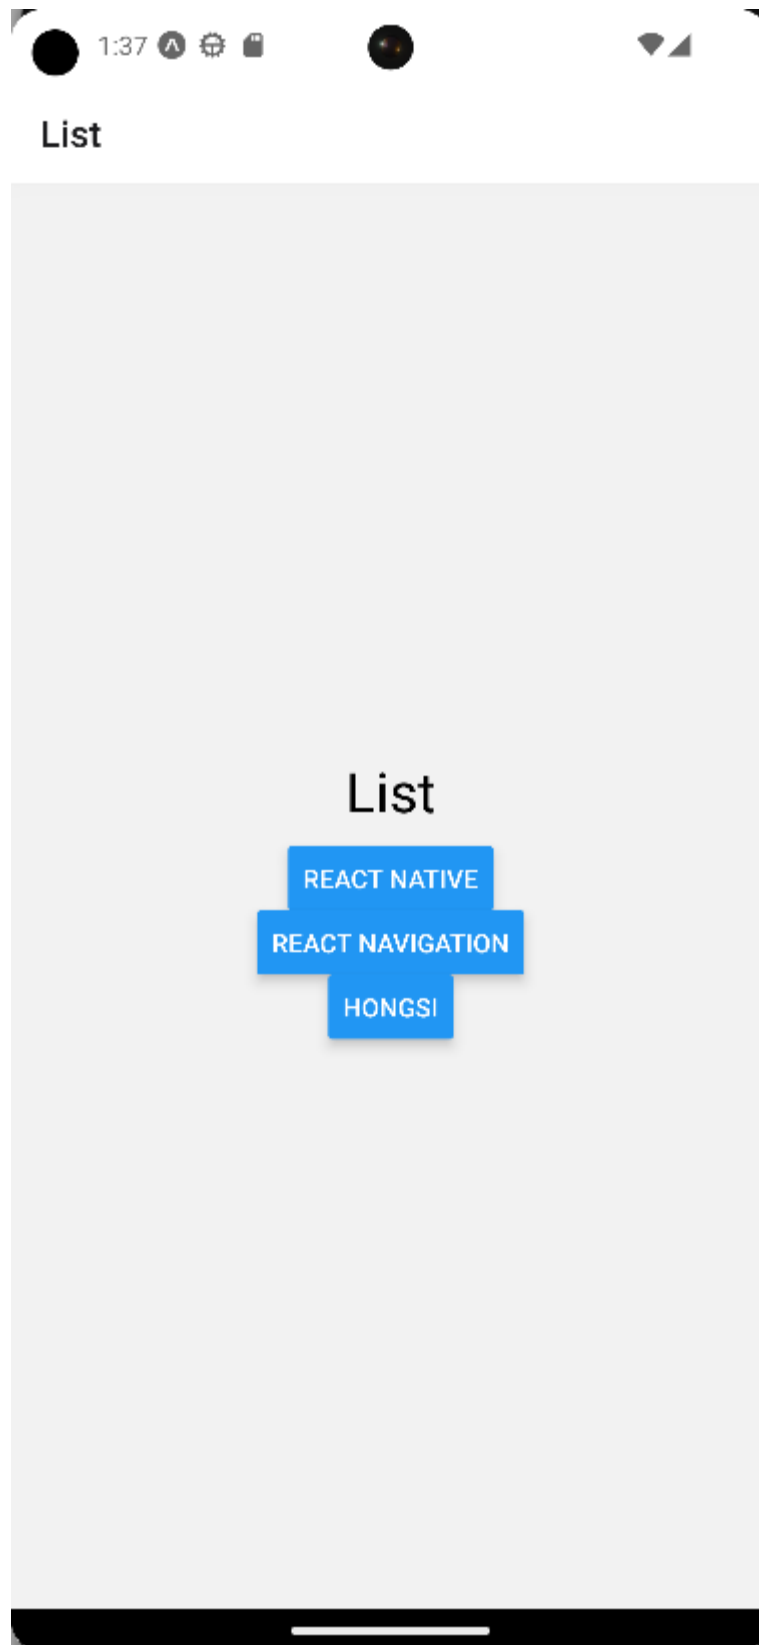 1:37
List
List
REACT NATIVE
REACT NAVIGATION
HONGSI